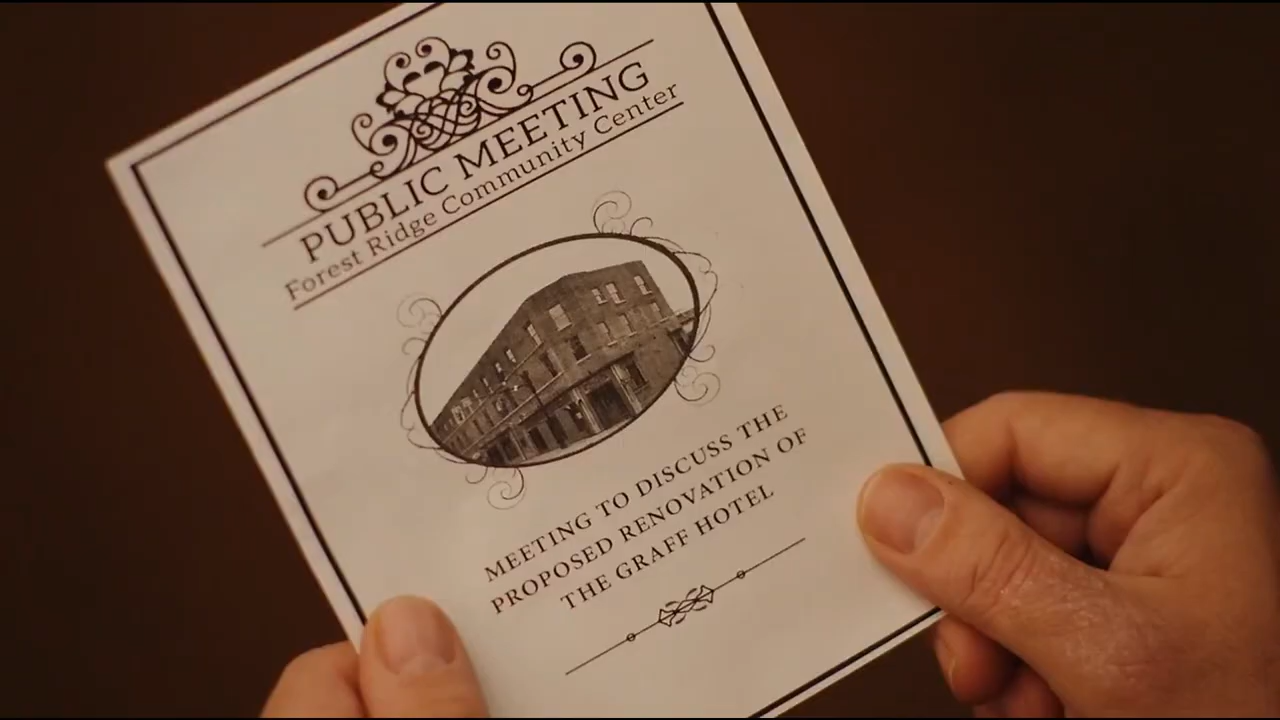 PUBLIC MEETING
Forest Ridge Community Center
MEETING TO DISCUSS THE
PROPOSED RENOVATION OF
THE GRAFF HOTEL